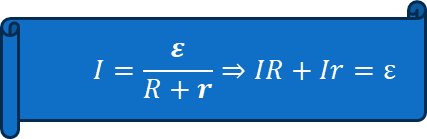 I = ε / (R + r) ⇒ IR + Ir = ε